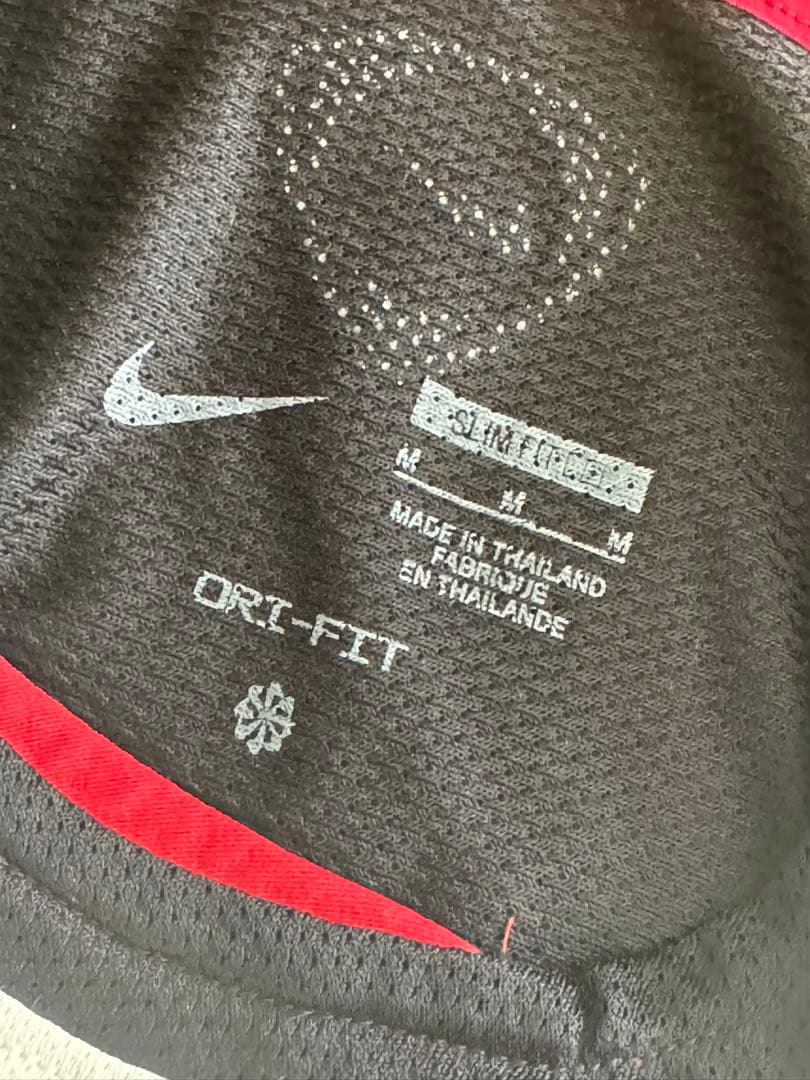 SLIM FIT
M M M
MADE IN THAILAND
FABRIQUE
EN THAILANDE
DRI-FIT